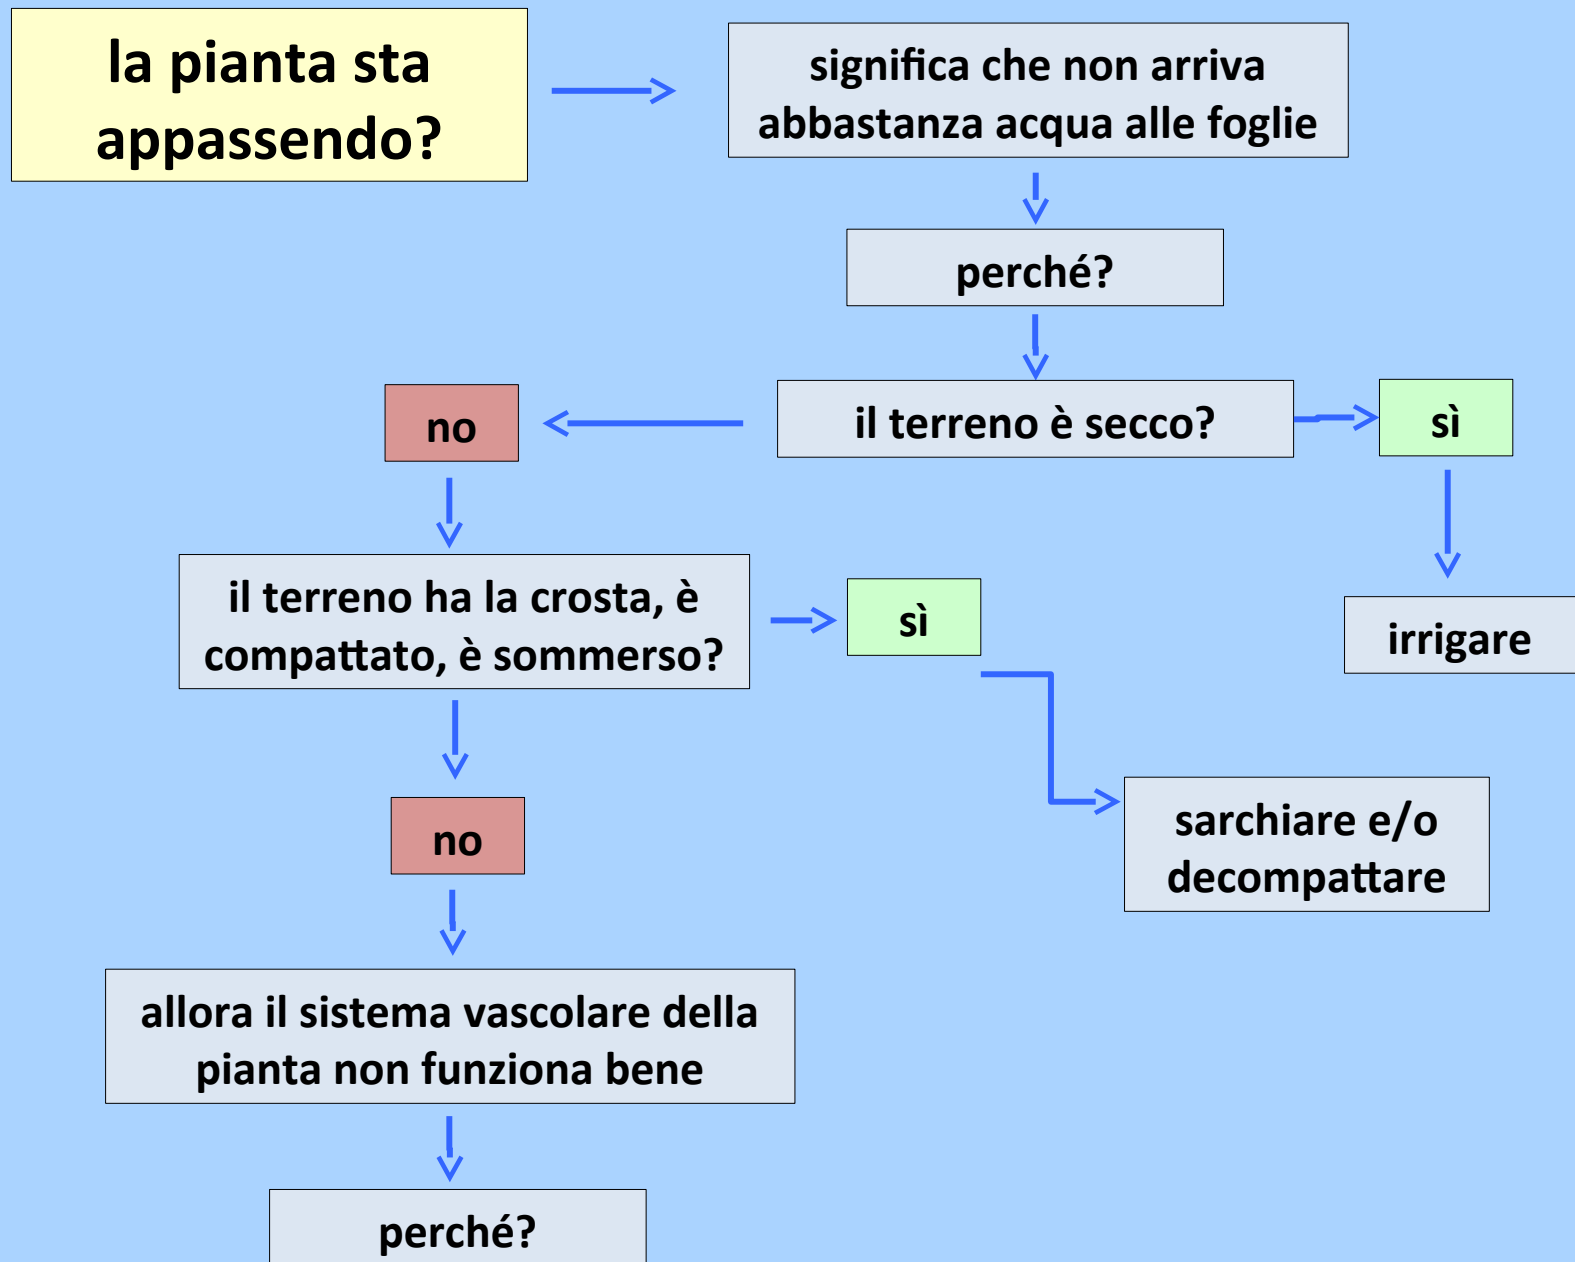 la pianta sta
appassendo?
significa che non arriva
abbastanza acqua alle foglie
perché?
il terreno è secco?
no
sì
il terreno ha la crosta, è
compattato, è sommerso?
sì
irrigare
no
sarchiare e/o
decompattare
allora il sistema vascolare della
pianta non funziona bene
perché?